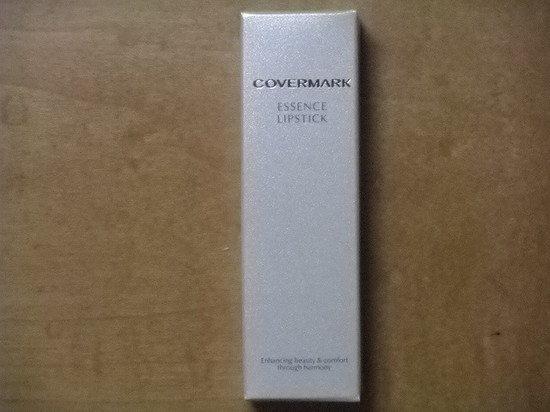 COVERMARK
ESSENCE
LIPSTICK
Enhancing beauty & comfort
through harmony